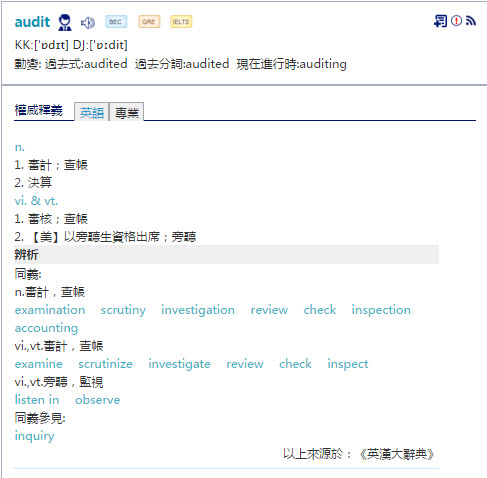 audit BEC GRE IELTS
KK:['ɒdɪt] DJ:['ɒ:dit]
動變: 過去式:audited 過去分詞:audited 現在進行時:auditing
權威釋義 英語 專業
n.
1. 審計；查帳
2. 決算
vi. & vt.
1. 審核；查帳
2. 【美】以旁聽生資格出席；旁聽
辨析
同義:
n.審計，查帳
examination scrutiny investigation review check inspection
accounting
vi.,vt.審計，查帳
examine scrutinize investigate review check inspect
vi.,vt.旁聽，監視
listen in observe
同義參見:
inquiry
以上來源於：《英漢大辭典》